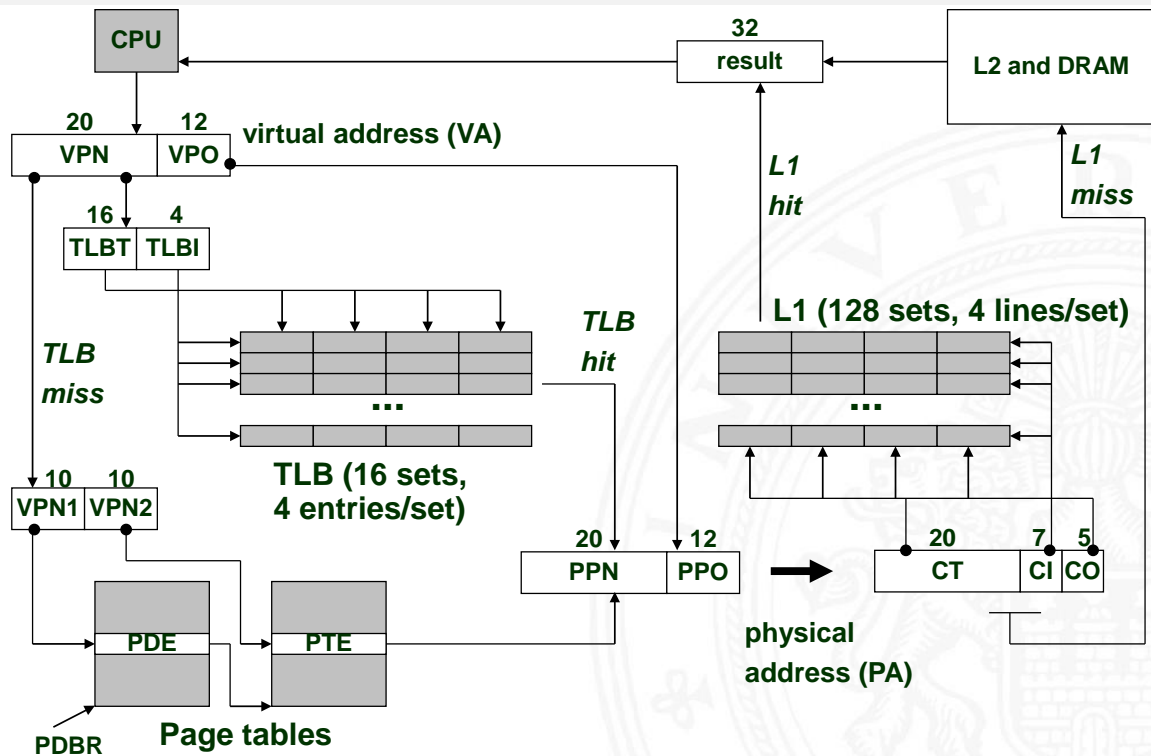 CPU
32
result
L2 and DRAM
20 12
VPN VPO
virtual address (VA)
L1
hit
L1
miss
16 4
TLBT TLBI
TLB
miss
TLB
hit
L1 (128 sets, 4 lines/set)
...
...
TLB (16 sets,
4 entries/set)
10 10
VPN1 VPN2
20 12
PPN PPO
20 7 5
CT CI CO
PDE
PTE
physical
address (PA)
PDBR
Page tables